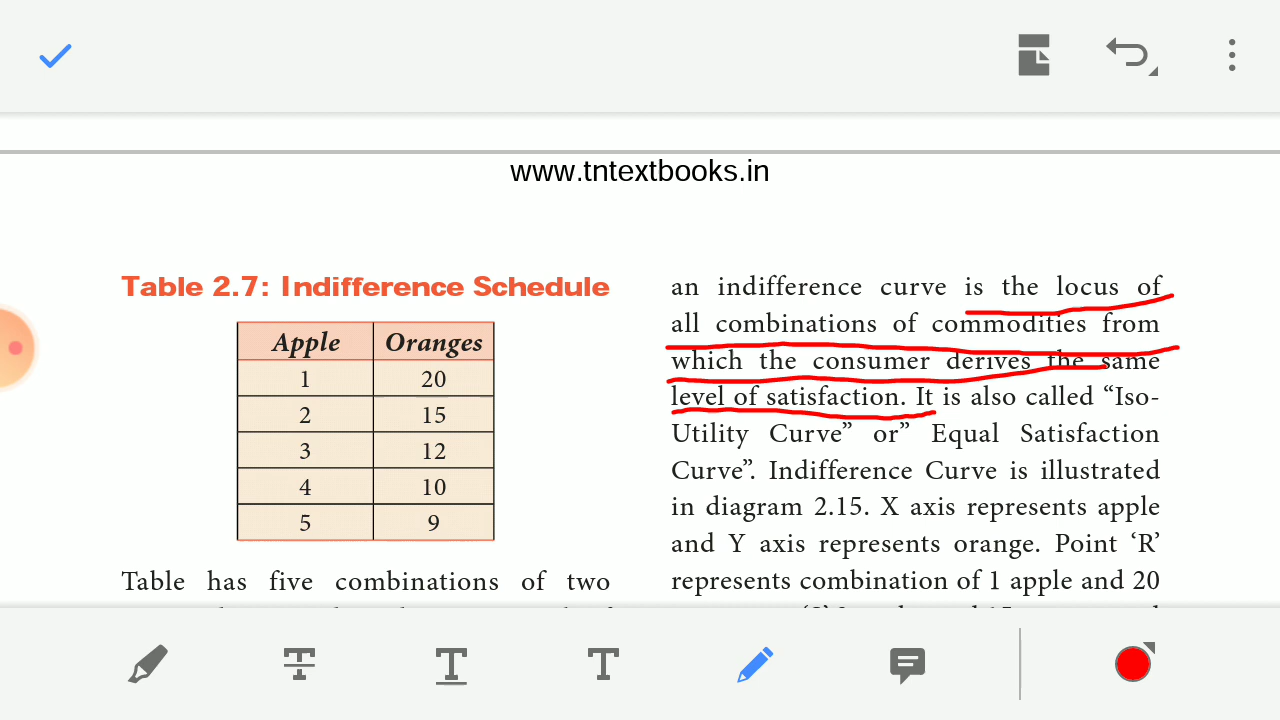 www.tntextbooks.in
Table 2.7: Indifference Schedule
Apple Oranges
1 20
2 15
3 12
4 10
5 9
Table has five combinations of two
an indifference curve is the locus of
all combinations of commodities from
which the consumer derives the same
level of satisfaction. It is also called “Iso-
Utility Curve” or” Equal Satisfaction
Curve”. Indifference Curve is illustrated
in diagram 2.15. X axis represents apple
and Y axis represents orange. Point ‘R’
represents combination of 1 apple and 20